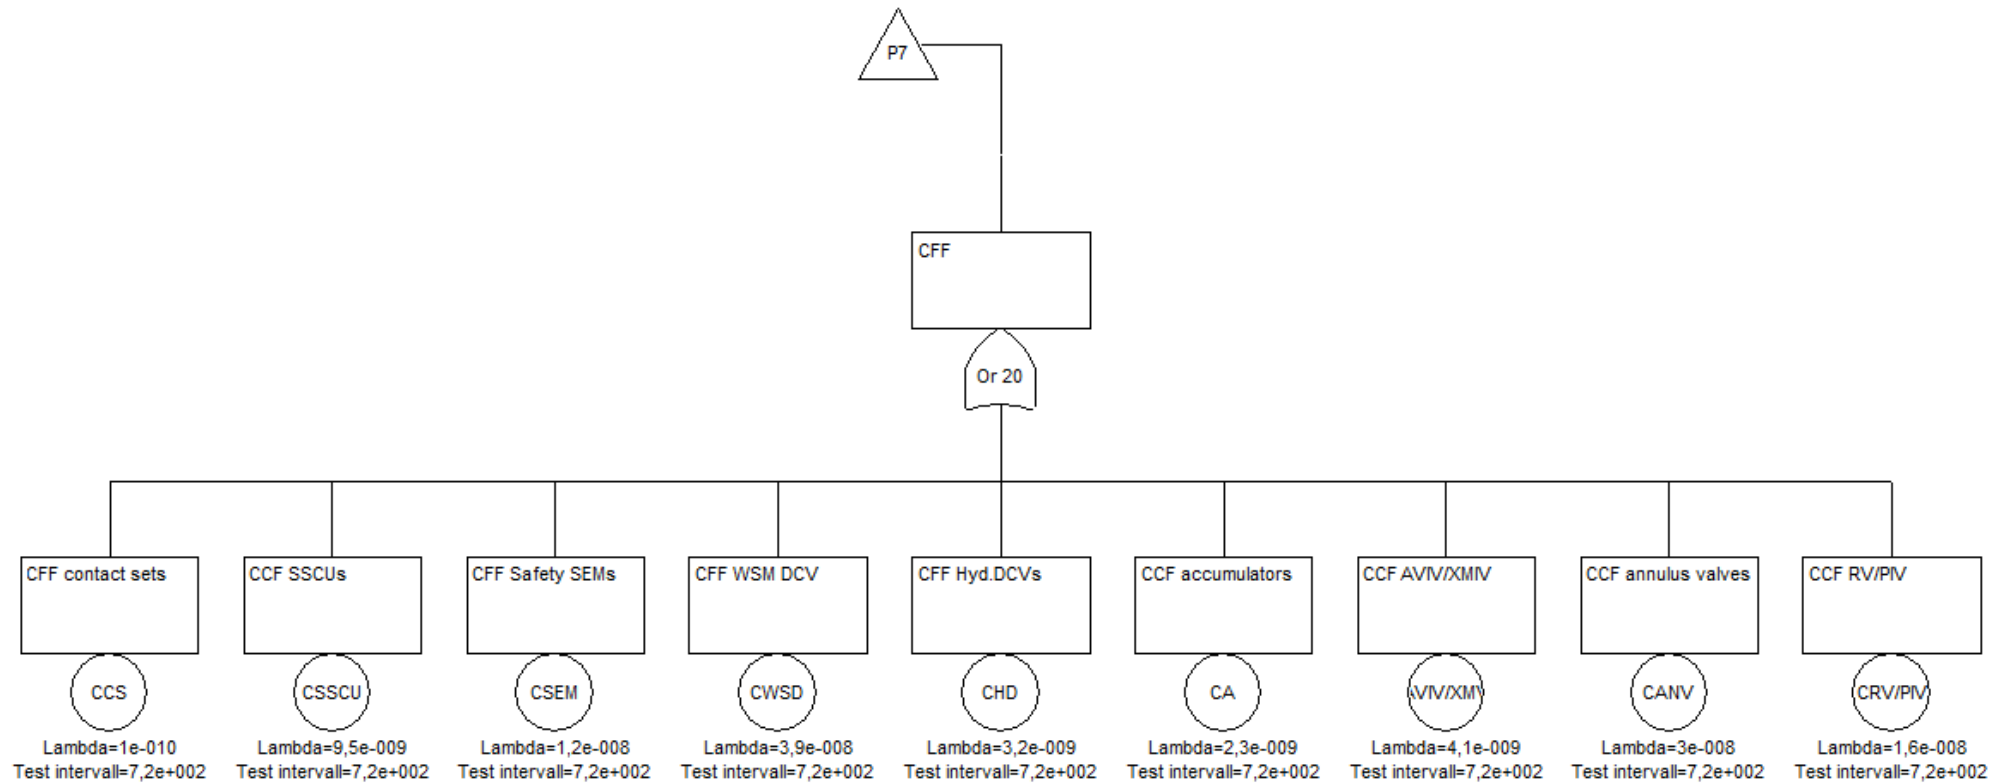 P7
CFF
Or 20
CFF contact sets
CCF SSCUs
CFF Safety SEMs
CFF WSM DCV
CFF Hyd.DCVs
CCF accumulators
CCF AVIV/XMIV
CCF annulus valves
CCF RV/PIV
CCS
CSSCU
CSEM
CWSD
CHD
CA
CANV
CRV/PIV
Lambda=1e-010
Test intervall=7,2e+002
Lambda=9,5e-009
Test intervall=7,2e+002
Lambda=1,2e-008
Test intervall=7,2e+002
Lambda=3,9e-008
Test intervall=7,2e+002
Lambda=3,2e-009
Test intervall=7,2e+002
Lambda=2,3e-009
Test intervall=7,2e+002
Lambda=4,1e-009
Test intervall=7,2e+002
Lambda=3e-008
Test intervall=7,2e+002
Lambda=1,6e-008
Test intervall=7,2e+002